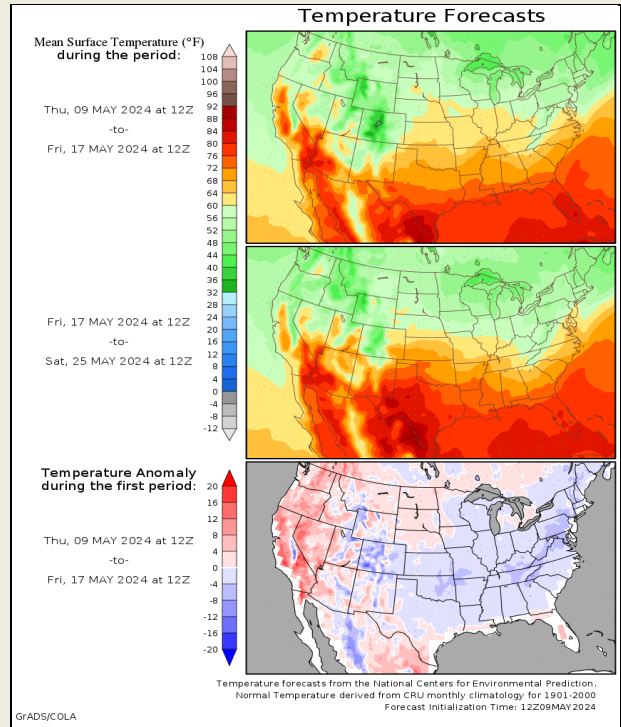 Temperature Forecasts
Mean Surface Temperature (°F)
during the period:
108
104
100
96
92
88
84
80
76
72
68
64
60
56
52
48
44
40
36
32
28
24
20
16
12
8
4
0
-4
-8
-12
Thu, 09 MAY 2024 at 12Z
-to-
Fri, 17 MAY 2024 at 12Z
Fri, 17 MAY 2024 at 12Z
-to-
Sat, 25 MAY 2024 at 12Z
Temperature Anomaly
during the first period:
20
16
12
8
4
0
-4
-8
-12
-16
-20
Thu, 09 MAY 2024 at 12Z
-to-
Fri, 17 MAY 2024 at 12Z
Temperature forecasts from the National Centers for Environmental Prediction.
Normal Temperature derived from CRU monthly climatology for 1901-2000
Forecast Initialization Time: 12Z09MAY2024
GrADS/COLA